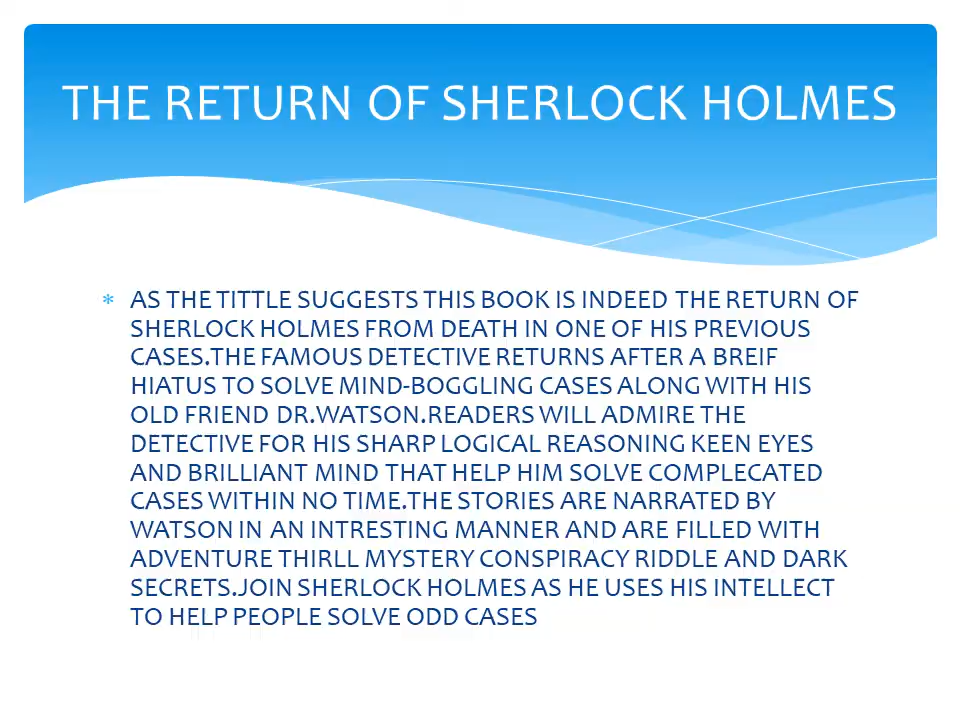 THE RETURN OF SHERLOCK HOLMES
AS THE TITTLE SUGGESTS THIS BOOK IS INDEED THE RETURN OF
SHERLOCK HOLMES FROM DEATH IN ONE OF HIS PREVIOUS
CASES.THE FAMOUS DETECTIVE RETURNS AFTER A BREIF
HIATUS TO SOLVE MIND-BOGGLING CASES ALONG WITH HIS
OLD FRIEND DR.WATSON.READERS WILL ADMIRE THE
DETECTIVE FOR HIS SHARP LOGICAL REASONING KEEN EYES
AND BRILLIANT MIND THAT HELP HIM SOLVE COMPLECATED
CASES WITHIN NO TIME.THE STORIES ARE NARRATED BY
WATSON IN AN INTRESTING MANNER AND ARE FILLED WITH
ADVENTURE THIRLL MYSTERY CONSPIRACY RIDDLE AND DARK
SECRETS.JOIN SHERLOCK HOLMES AS HE USES HIS INTELLECT
TO HELP PEOPLE SOLVE ODD CASES